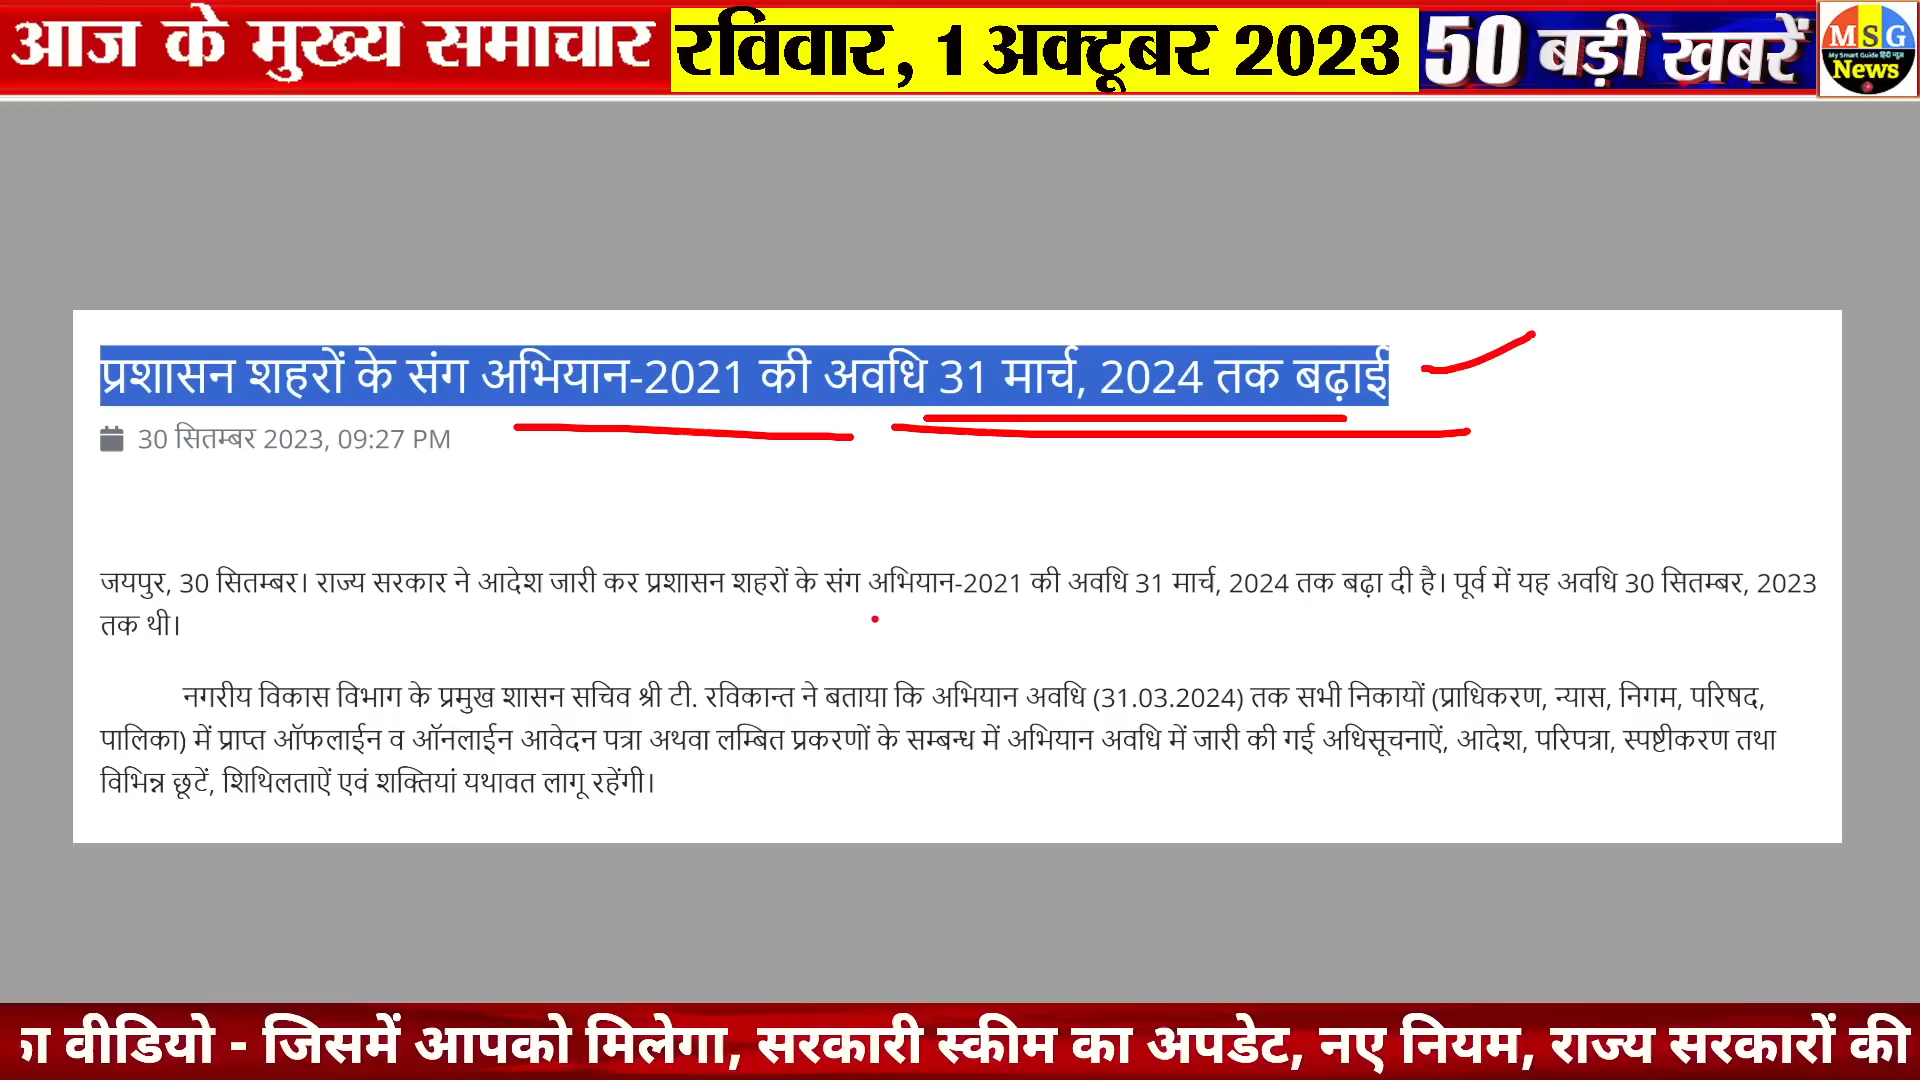 आज के मुख्य समाचार रविवार, 1 अक्टूबर 2023 50 बड़ी खबरें MSG
My Smart Guide हिंदी न्यूज़
News
प्रशासन शहरों के संग अभियान-2021 की अवधि 31 मार्च, 2024 तक बढ़ाई
30 सितम्बर 2023, 09:27 PM
जयपुर, 30 सितम्बर। राज्य सरकार ने आदेश जारी कर प्रशासन शहरों के संग अभियान-2021 की अवधि 31 मार्च, 2024 तक बढ़ा दी है। पूर्व में यह अवधि 30 सितम्बर, 2023
तक थी।
नगरीय विकास विभाग के प्रमुख शासन सचिव श्री टी. रविकान्त ने बताया कि अभियान अवधि (31.03.2024) तक सभी निकायों (प्राधिकरण, न्यास, निगम, परिषद,
पालिका) में प्राप्त ऑफलाईन व ऑनलाईन आवेदन पत्रा अथवा लम्बित प्रकरणों के सम्बन्ध में अभियान अवधि में जारी की गई अधिसूचनाऐं, आदेश, परिपत्रा, स्पष्टीकरण तथा
विभिन्न छूटें, शिथिलताऐं एवं शक्तियां यथावत लागू रहेंगी।
वीडियो - जिसमें आपको मिलेगा, सरकारी स्कीम का अपडेट, नए नियम, राज्य सरकारों की